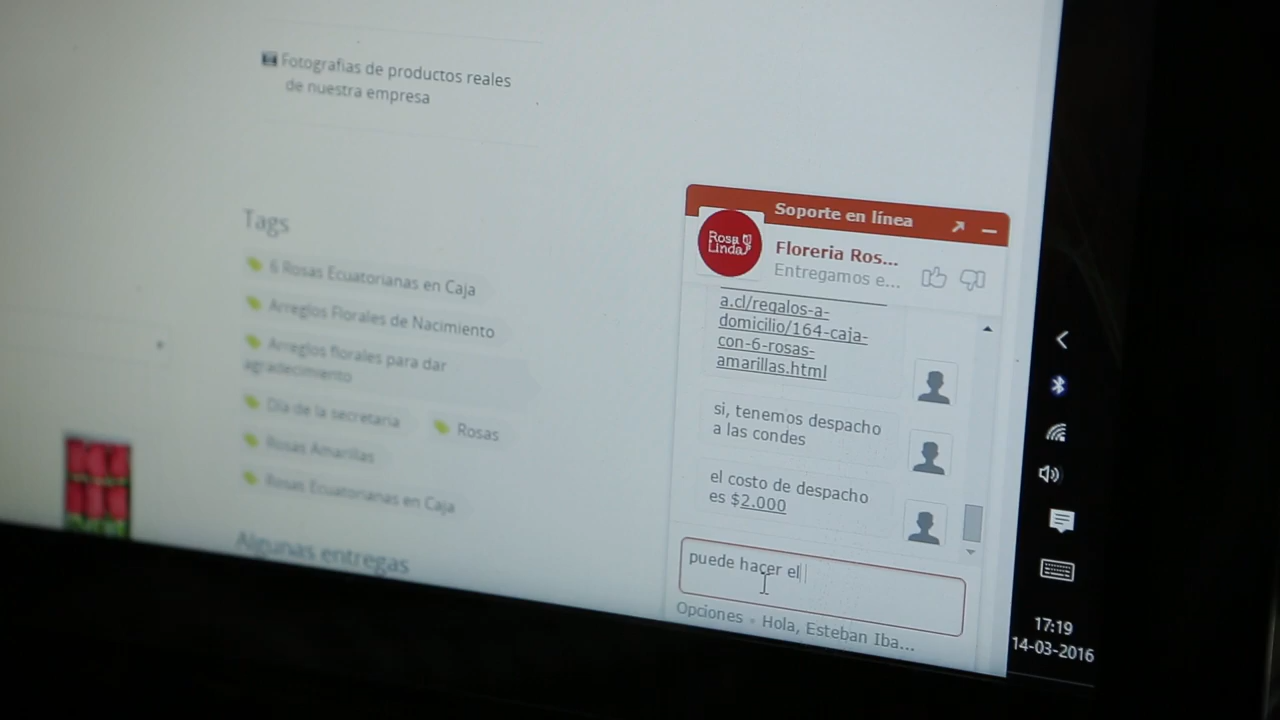 Fotografias de productos reales
de nuestra empresa
Tags
6 Rosas Ecuatorianas en Caja
Arreglos Florales de Nacimiento
Arreglos florales para dar
agradecimiento
Día de la secretaria
Rosas
Rosas Amarillas
Rosas Ecuatorianas en Caja
Algunas entregas
Soporte en línea
Rosa
Linda
Floreria Ros...
Entregamos e...
a.cl/regalos-a-
domicilio/164-caja-
con-6-rosas-
amarillas.html
si, tenemos despacho
a las condes
el costo de despacho
es $2.000
puede hacer el
Opciones • Hola, Esteban Iba...
17:19
14-03-2016